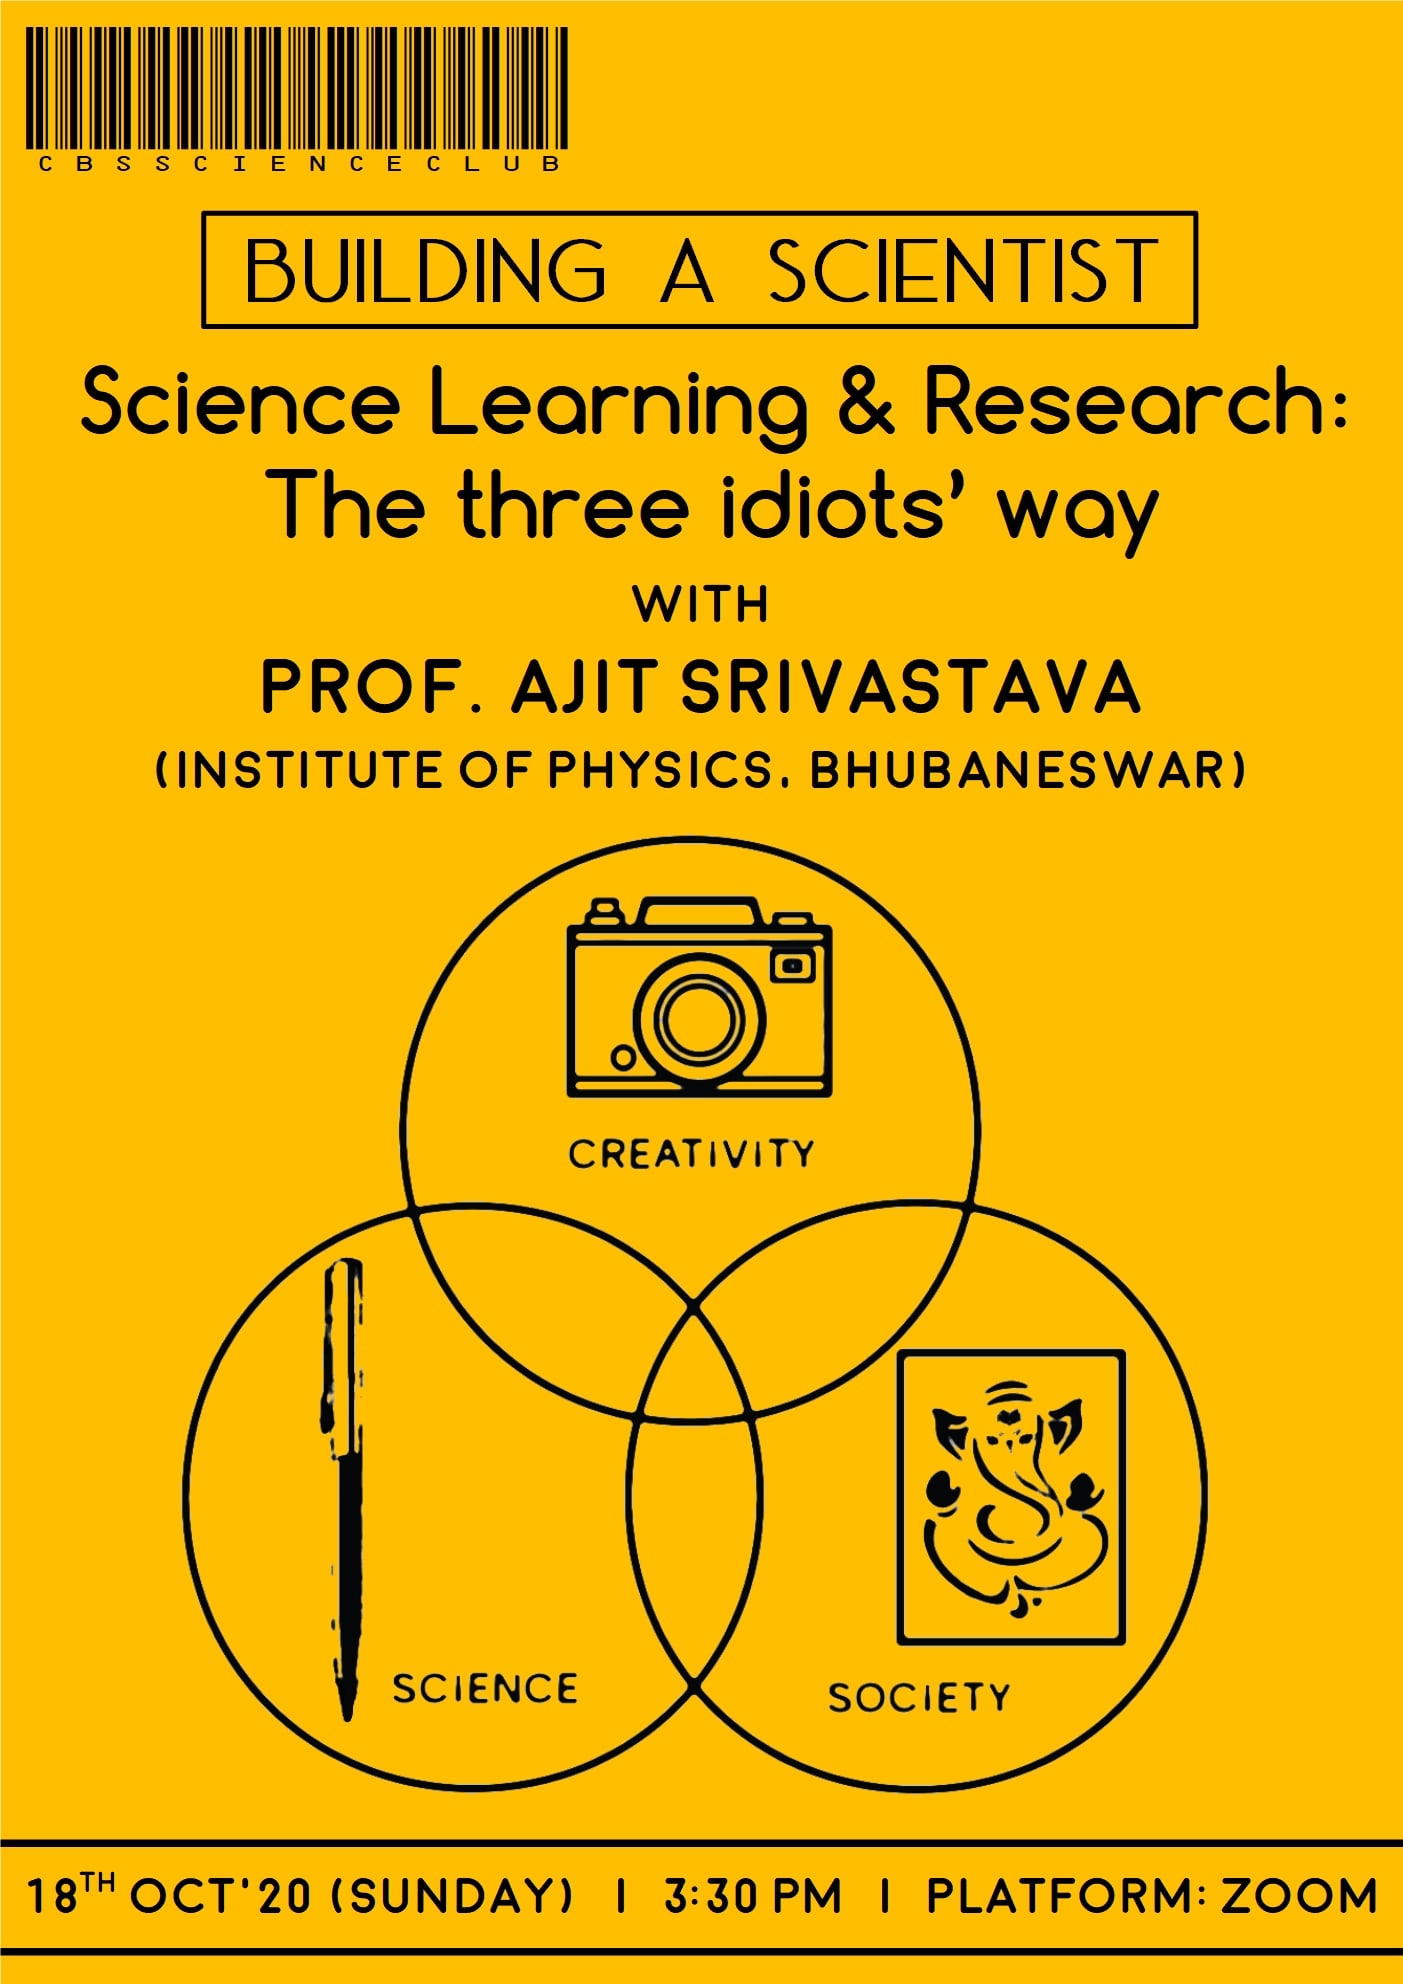 CBSSCIENCECLUB
BUILDING A SCIENTIST
Science Learning & Research:
The three idiots’ way
WITH
PROF. AJIT SRIVASTAVA
(INSTITUTE OF PHYSICS, BHUBANESWAR)
CREATIVITY
SCIENCE
SOCIETY
18TH OCT'20 (SUNDAY) | 3:30 PM | PLATFORM: ZOOM